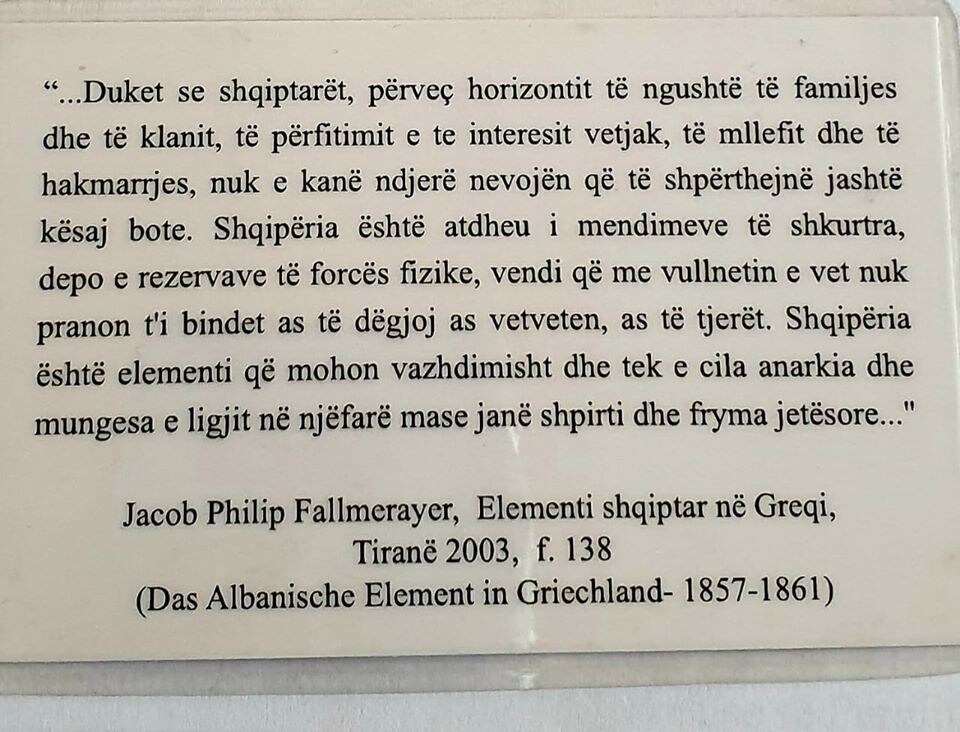 “...Duket se shqiptarët, përveç horizontit të ngushtë të familjes
dhe të klanit, të përfitimit e te interesit vetjak, të mllefit dhe të
hakmarrjes, nuk e kanë ndjerë nevojën që të shpërthejnë jashtë
kësaj bote. Shqipëria është atdheu i mendimeve të shkurtra,
depo e rezervave të forcës fizike, vendi që me vullnetin e vet nuk
pranon t'i bindet as të dëgjoj as vetveten, as të tjerët. Shqipëria
është elementi që mohon vazhdimisht dhe tek e cila anarkia dhe
mungesa e ligjit në njëfarë mase janë shpirti dhe fryma jetësore..."
Jacob Philip Fallmerayer, Elementi shqiptar në Greqi,
Tiranë 2003, f. 138
(Das Albanische Element in Griechland- 1857-1861)